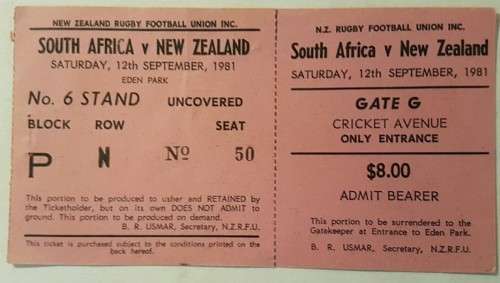 NEW ZEALAND RUGBY FOOTBALL UNION INC.
SOUTH AFRICA v NEW ZEALAND
SATURDAY, 12th SEPTEMBER, 1981
EDEN PARK
No. 6 STAND UNCOVERED
BLOCK ROW SEAT
P N No 50
This portion to be produced to usher and RETAINED by
the Ticketholder, but on its own DOES NOT ADMIT to
ground. This portion to be produced on demand.
B. R. USMAR, Secretary, N.Z.R.F.U.
This ticket is purchased subject to the conditions printed on the
back hereof.
N.Z. RUGBY FOOTBALL UNION INC.
South Africa v New Zealand
SATURDAY, 12th SEPTEMBER, 1981
GATE G
CRICKET AVENUE
ONLY ENTRANCE
$8.00
ADMIT BEARER
This portion to be surrendered to the
Gatekeeper at Entrance to Eden Park.
B. R. USMAR, Secretary, N.Z.R.F.U.